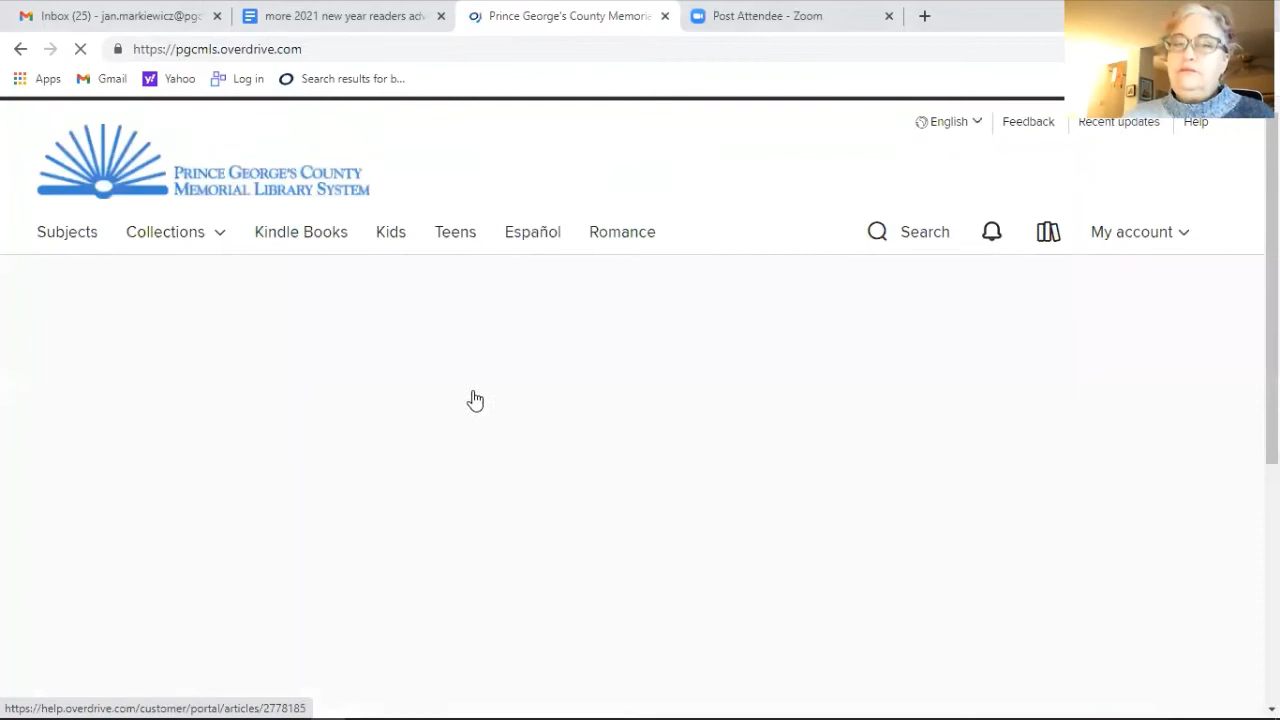 Inbox (25) - jan.markiewicz@pgc
more 2021 new year readers adv
Prince George's County Memoria
Post Attendee - Zoom
https://pgcmls.overdrive.com
Apps
Gmail
Yahoo
Log in
Search results for b...
English
Feedback
Recent updates
Help
PRINCE GEORGE'S COUNTY
MEMORIAL LIBRARY SYSTEM
Subjects
Collections
Kindle Books
Kids
Teens
Español
Romance
Search
My account
https://help.overdrive.com/customer/portal/articles/2778185